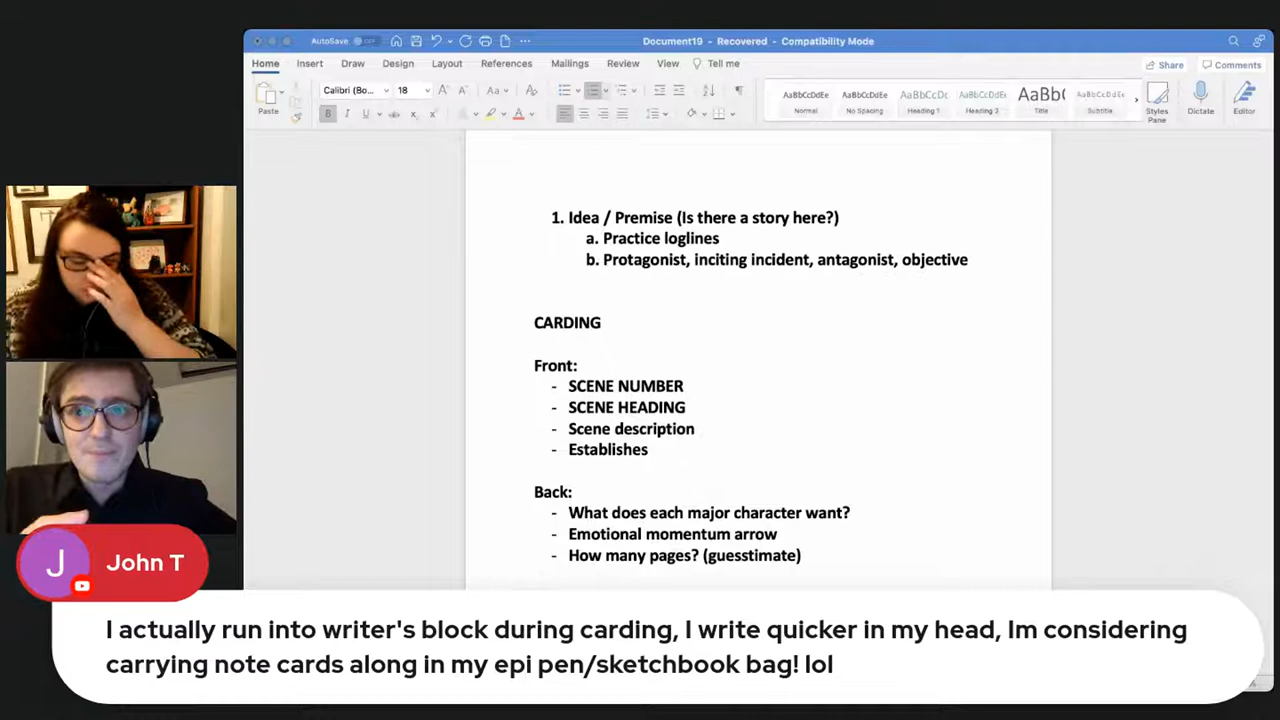 AutoSave OFF
Document19 - Recovered - Compatibility Mode
Home Insert Draw Design Layout References Mailings Review View Tell me
Share Comments
Paste
Calibri (Bo... 18
AaBbCcDdEe AaBbCcDdEe AaBbCcDc AaBbCcDdEe AaBb( AaBbCcDdEe
Normal No Spacing Heading 1 Heading 2 Title Subtitle
Styles Pane Dictate Editor
1. Idea / Premise (Is there a story here?)
a. Practice loglines
b. Protagonist, inciting incident, antagonist, objective
CARDING
Front:
- SCENE NUMBER
- SCENE HEADING
- Scene description
- Establishes
Back:
- What does each major character want?
- Emotional momentum arrow
- How many pages? (guesstimate)
J John T
I actually run into writer's block during carding, I write quicker in my head, Im considering
carrying note cards along in my epi pen/sketchbook bag! lol